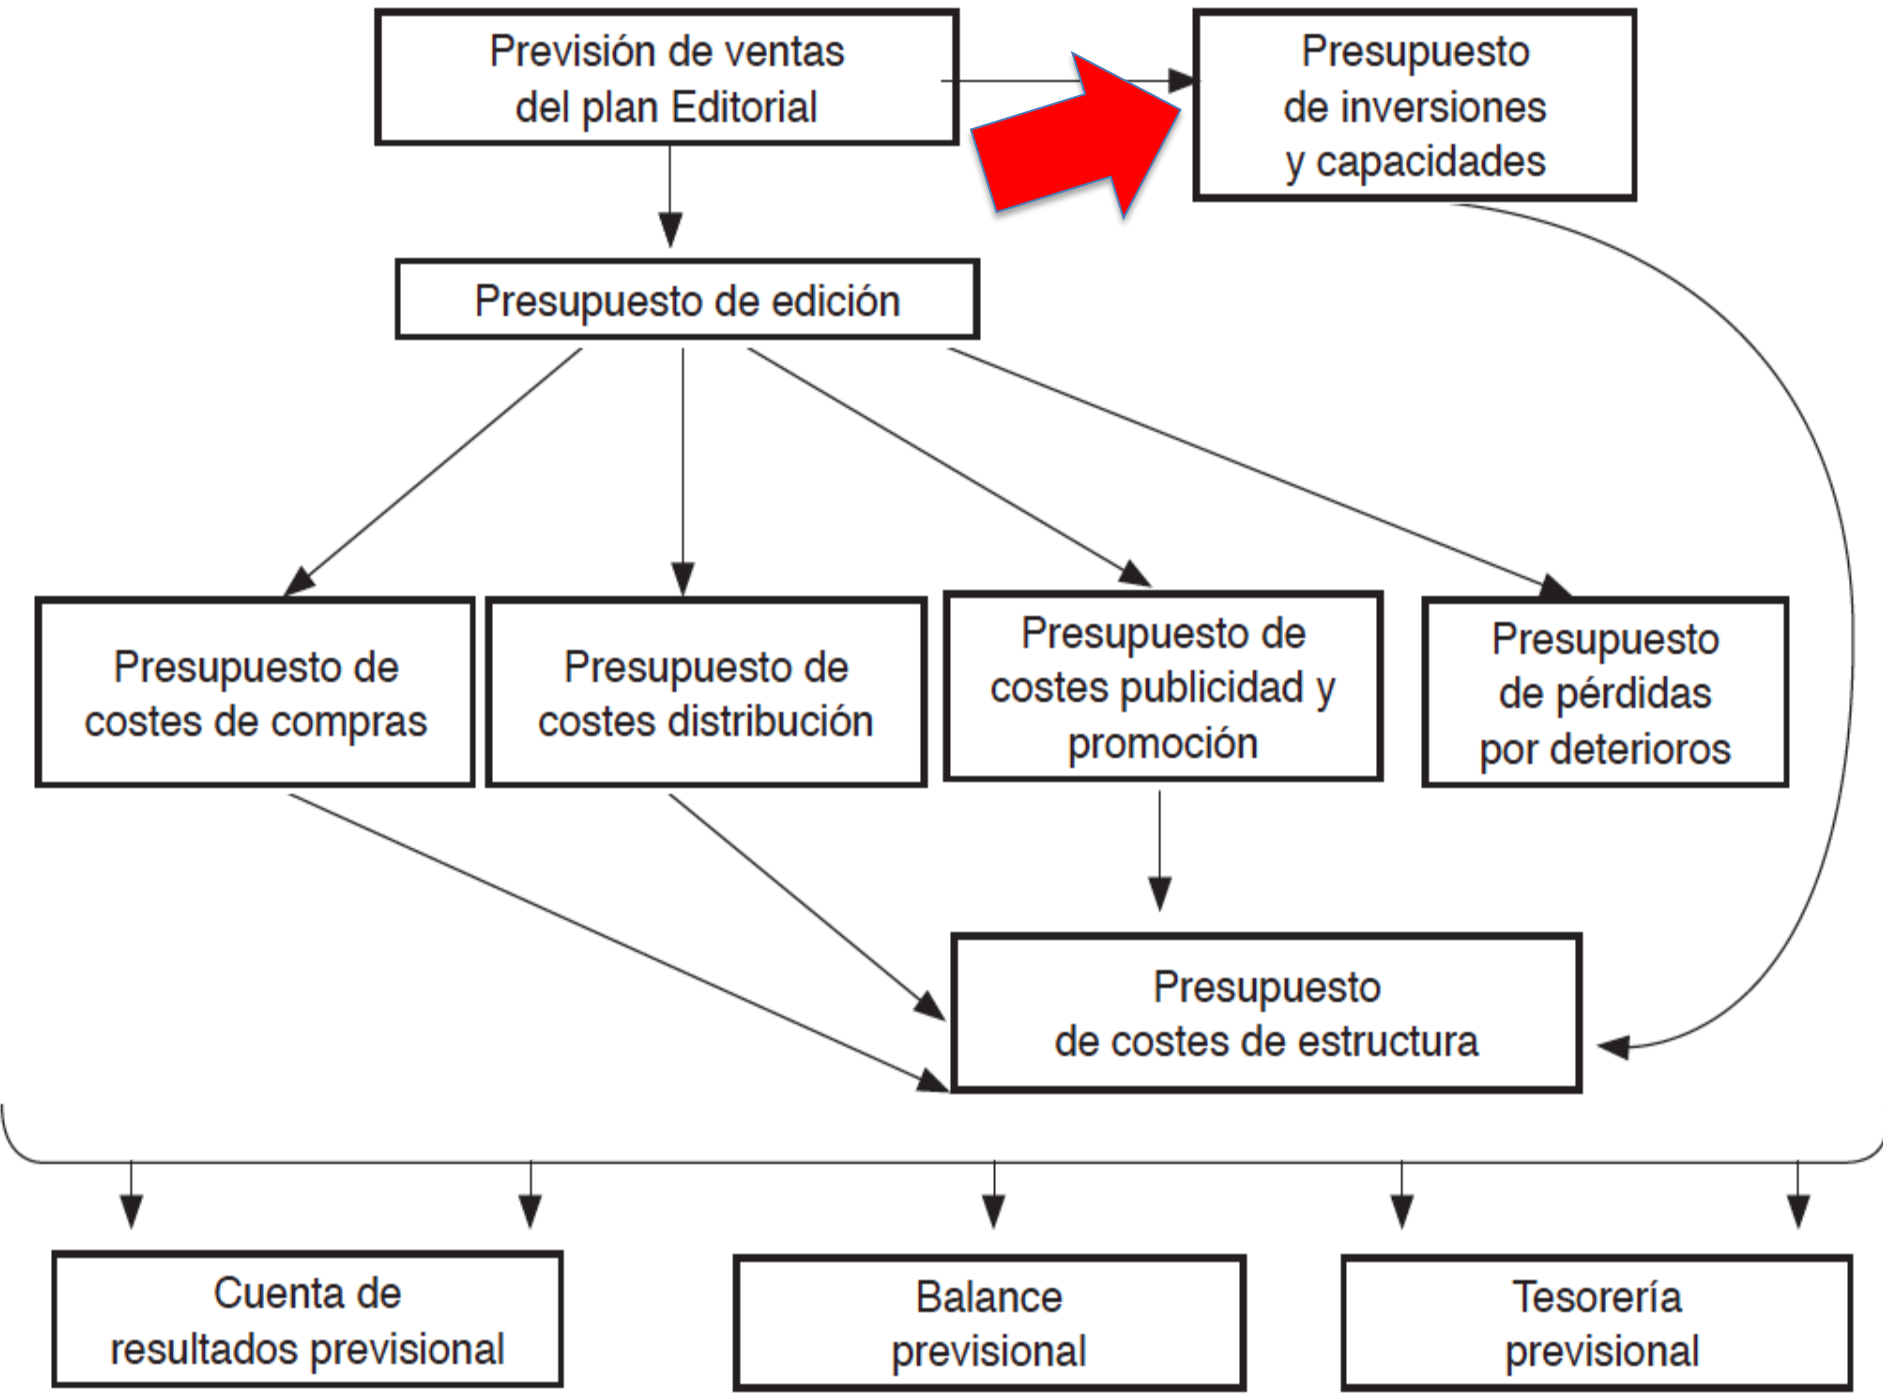 Previsión de ventas
del plan Editorial
Presupuesto
de inversiones
y capacidades
Presupuesto de edición
Presupuesto de
costes de compras
Presupuesto de
costes distribución
Presupuesto de
costes publicidad y
promoción
Presupuesto
de pérdidas
por deterioros
Presupuesto
de costes de estructura
Cuenta de
resultados previsional
Balance
previsional
Tesorería
previsional